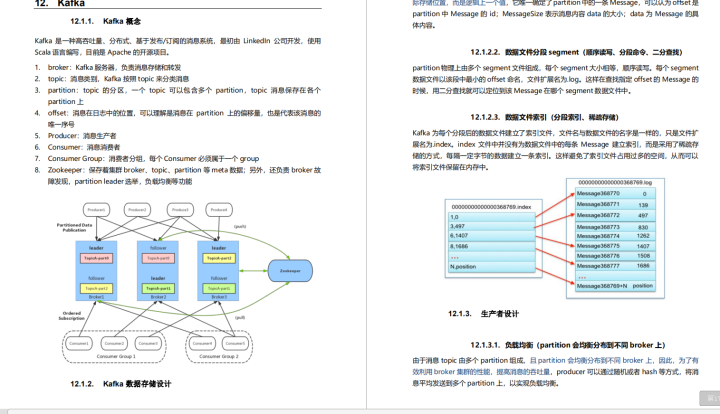 12. Kafka
12.1.1. Kafka 概念
Kafka 是一种高吞吐量、分布式、基于发布/订阅的消息系统，最初由 LinkedIn 公司开发，使用
Scala 语言编写，目前是 Apache 的开源项目。
1. broker：Kafka 服务器，负责消息存储和转发
2. topic：消息类别，Kafka 按照 topic 来分类消息
3. partition：topic 的分区，一个 topic 可以包含多个 partition，topic 消息保存在各个
partition 上
4. offset：消息在日志中的位置，可以理解是消息在 partition 上的偏移量，也是代表该消息的
唯一序号
5. Producer：消息生产者
6. Consumer：消息消费者
7. Consumer Group：消费者分组，每个 Consumer 必须属于一个 group
8. Zookeeper：保存着集群 broker、topic、partition 等 meta 数据；另外，还负责 broker 故
障发现，partition leader 选举，负载均衡等功能
Producer1 Producer2 Producer3 Producer4
Partitioned Data
Publication
(push)
leader follower leader
TopicA-part0 TopicA-part0 TopicA-part2
Zookeeper
follower leader follower
TopicA-part2 TopicB-part1 TopicB-part1
Broker1 Broker2 Broker3
Ordered
Subscription
(pull)
Consumer1 Consumer2 Consumer3 Consumer4 Consumer5
Consumer Group 1 Consumer Group 2
12.1.2. Kafka 数据存储设计
际存储位置，而是逻辑上一个值，它唯一确定了 partition 中的一条 Message，可以认为 offset 是
partition 中 Message 的 id；MessageSize 表示消息内容 data 的大小；data 为 Message 的具
体内容。
12.1.2.2. 数据文件分段 segment（顺序读写、分段命令、二分查找）
partition 物理上由多个 segment 文件组成，每个 segment 大小相等，顺序读写。每个 segment
数据文件以该段中最小的 offset 命名，文件扩展名为.log。这样在查找指定 offset 的 Message 的
时候，用二分查找就可以定位到该 Message 在哪个 segment 数据文件中。
12.1.2.3. 数据文件索引（分段索引、稀疏存储）
Kafka 为每个分段后的数据文件建立了索引文件，文件名与数据文件的名字是一样的，只是文件扩
展名为.index。index 文件中并没有为数据文件中的每条 Message 建立索引，而是采用了稀疏存
储的方式，每隔一定字节的数据建立一条索引。这样避免了索引文件占用过多的空间，从而可以
将索引文件保留在内存中。
00000000000000368769.log
00000000000000368769.index
Message368770 0
Message368771 139
1,0
Message368772 497
3,497
Message368773 830
6,1407
Message368774 1262
8,1686
Message368775 1407
...
Message368776 1508
N,position
Message368777 1686
...
Message368769+N position
12.1.3. 生产者设计
12.1.3.1. 负载均衡（partition 会均衡分布到不同 broker 上）
由于消息 topic 由多个 partition 组成，且 partition 会均衡分布到不同 broker 上，因此，为了有
效利用 broker 集群的性能，提高消息的吞吐量，producer 可以通过随机或者 hash 等方式，将消
息平均发送到多个 partition 上，以实现负载均衡。